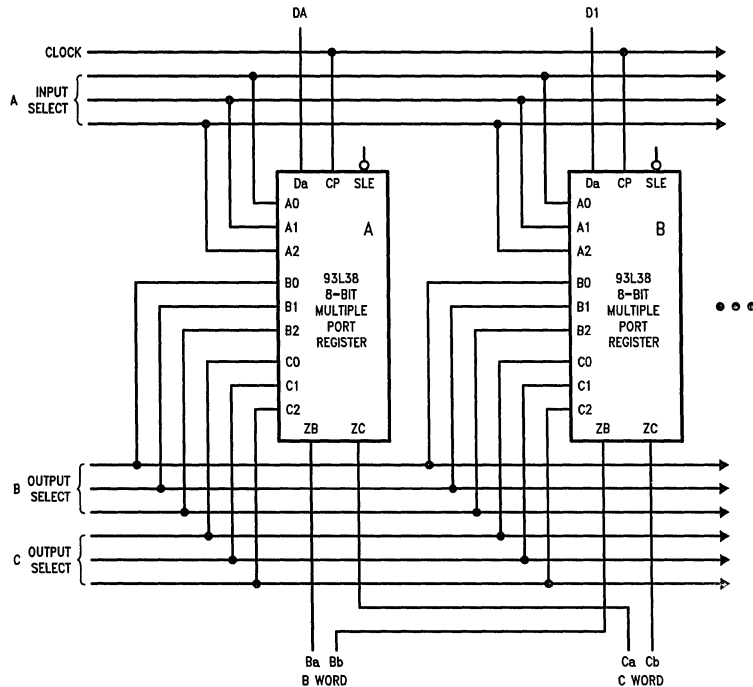 DA D1
CLOCK
A INPUT SELECT
Da CP SLE
A0
A1
A2
A
B0
B1
B2
C0
C1
C2
93L38
8-BIT
MULTIPLE
PORT
REGISTER
ZB ZC
Da CP SLE
A0
A1
A2
B
B0
B1
B2
C0
C1
C2
93L38
8-BIT
MULTIPLE
PORT
REGISTER
ZB ZC
B OUTPUT SELECT
C OUTPUT SELECT
Ba Bb
B WORD
Ca Cb
C WORD